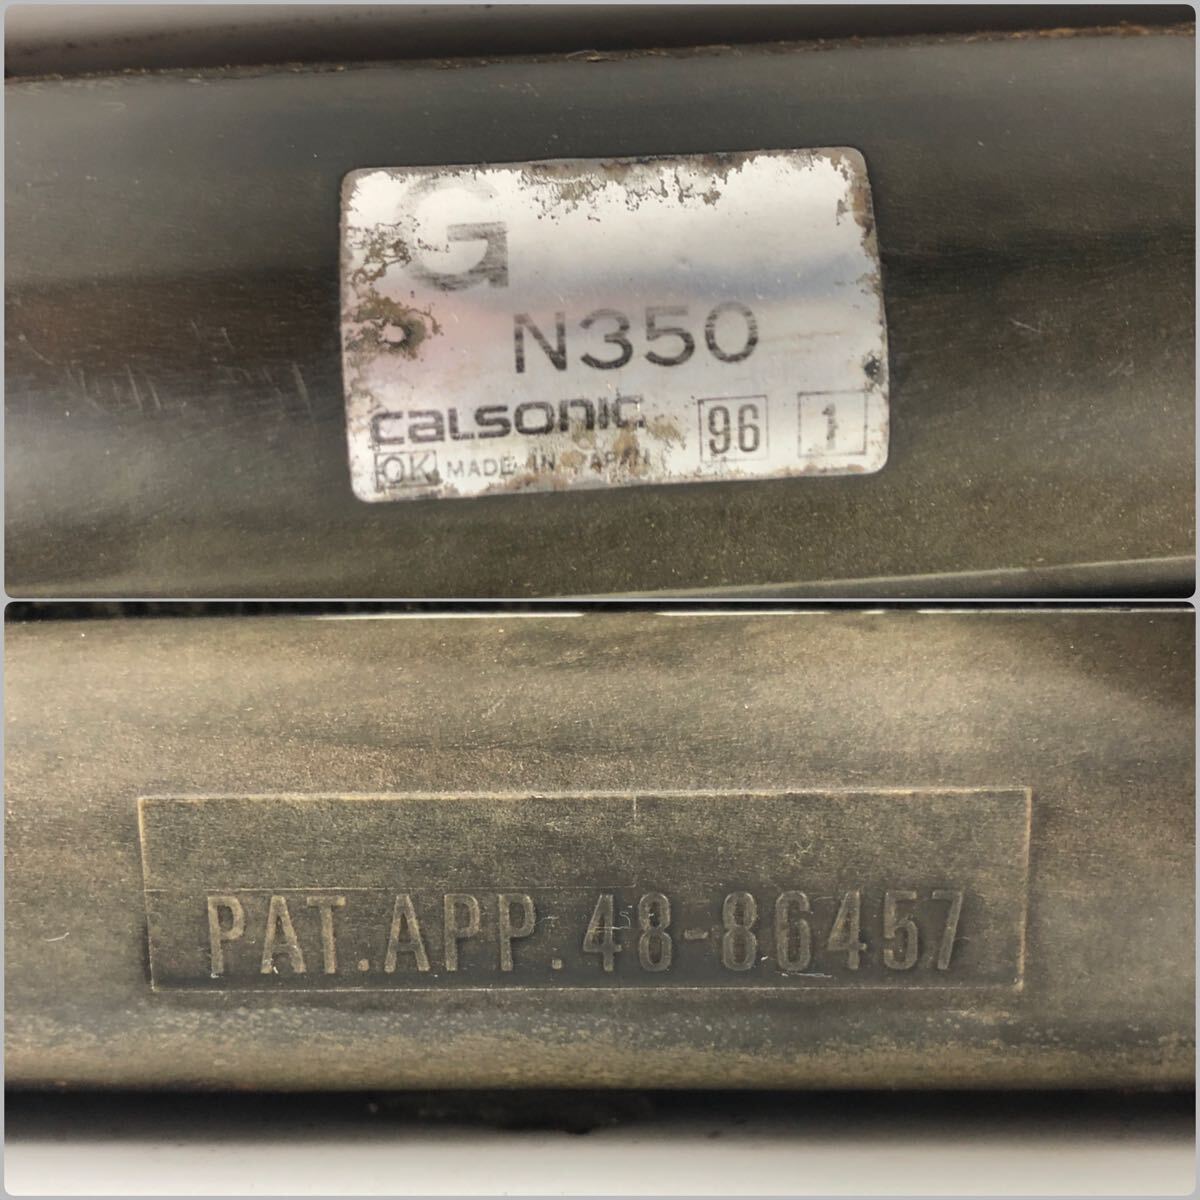 G
N350
calsonic 96 1
OK MADE IN JAPAN
PAT.APP.48-86457